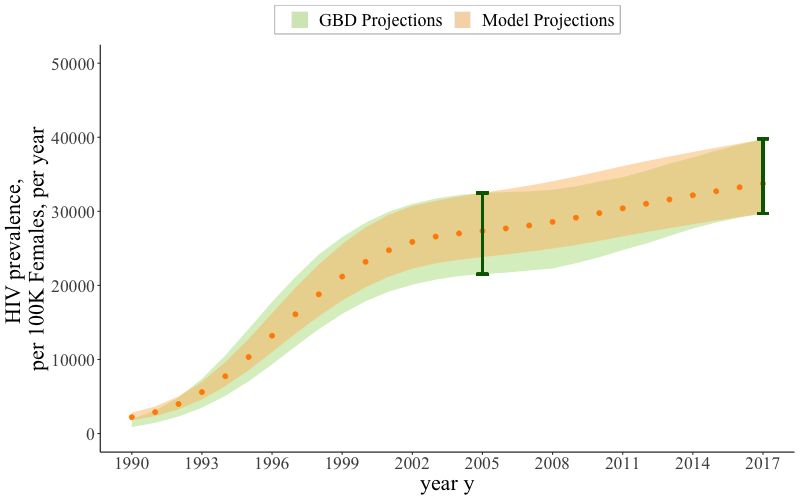 GBD Projections Model Projections
HIV prevalence,
per 100K Females, per year
50000
40000
30000
20000
10000
0
1990 1993 1996 1999 2002 2005 2008 2011 2014 2017
year y